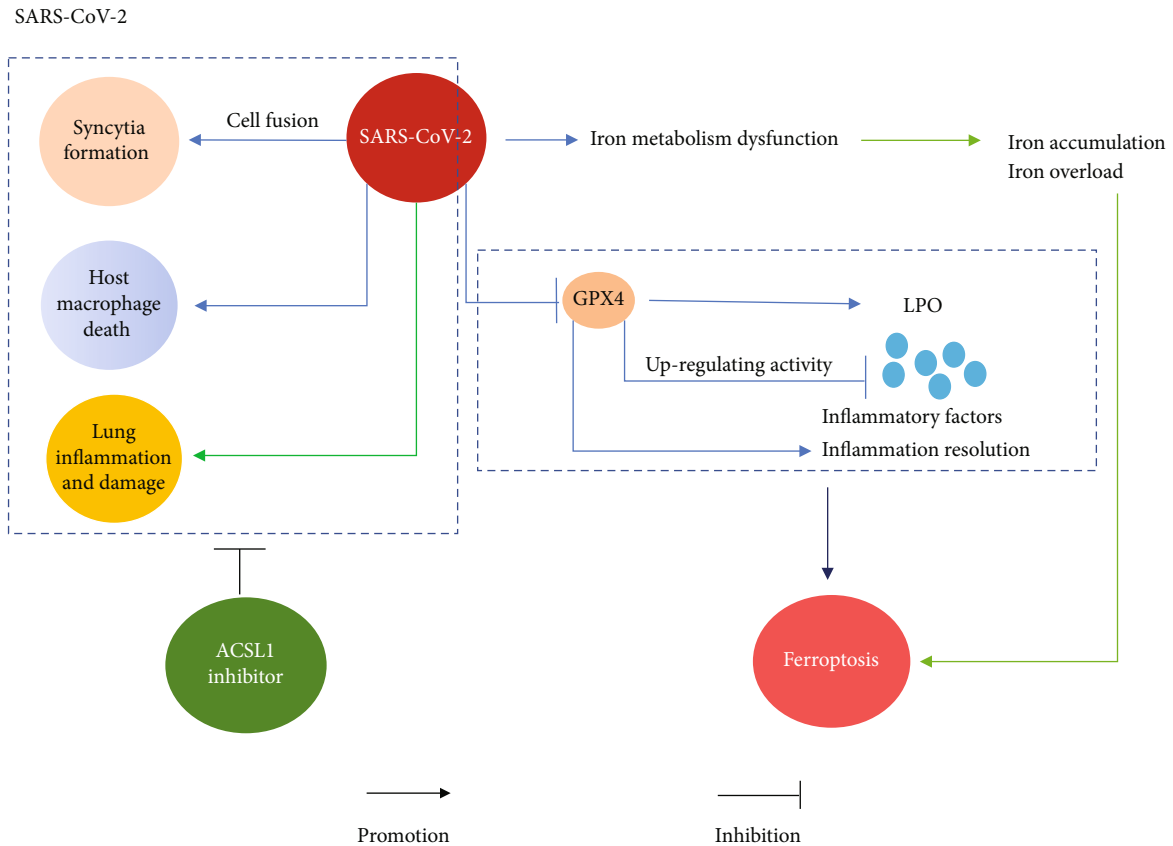 SARS-CoV-2
Syncytia
formation
Cell fusion
SARS-CoV-2
Iron metabolism dysfunction
Iron accumulation
Iron overload
Host
macrophage
death
GPX4
LPO
Up-regulating activity
Inflammatory factors
Inflammation resolution
Lung
inflammation
and damage
ACSL1
inhibitor
Ferroptosis
Promotion
Inhibition